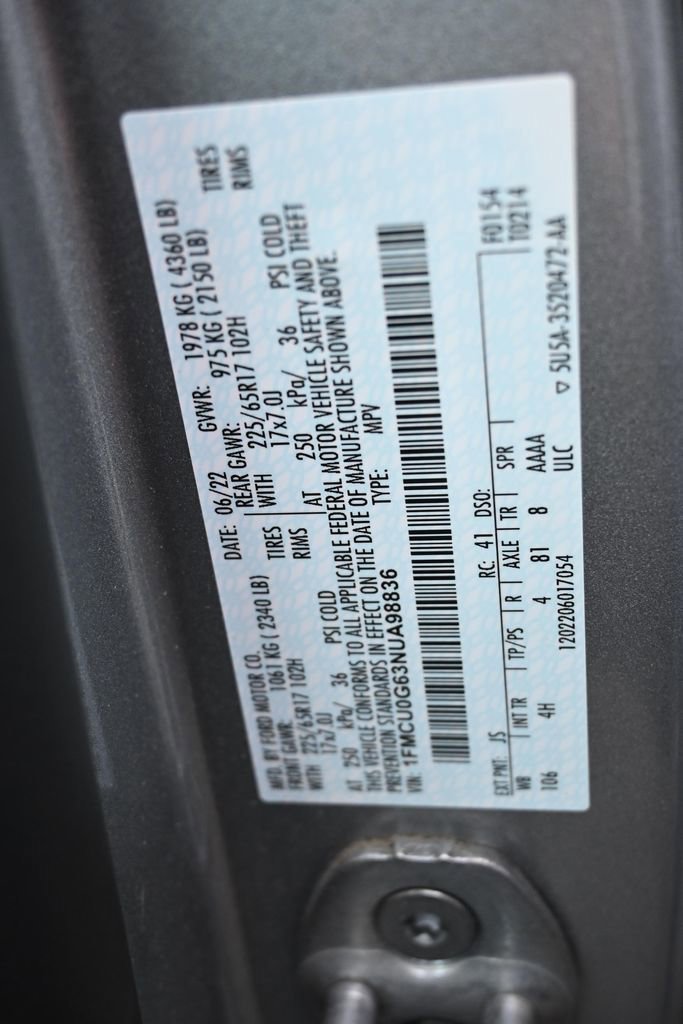 MFD. BY FORD MOTOR CO. DATE: 06/22 GVWR: 1978 KG ( 4360 LB)
FRONT GAWR: 1061 KG ( 2340 LB) REAR GAWR: 975 KG ( 2150 LB)
WITH 225/65R17 102H TIRES WITH 225/65R17 102H TIRES
17x7.0J RIMS 17x7.0J RIMS
AT 250 kPa/ 36 PSI COLD AT 250 kPa/ 36 PSI COLD
THIS VEHICLE CONFORMS TO ALL APPLICABLE FEDERAL MOTOR VEHICLE SAFETY AND THEFT
PREVENTION STANDARDS IN EFFECT ON THE DATE OF MANUFACTURE SHOWN ABOVE.
VIN: 1FMCU0G63NUA98836 TYPE: MPV
EXT PNT: JS RC: 41 DSO: F0154
WB INT TR TP/PS R AXLE TR SPR T0214
106 4H 4 81 8 AAAA
1202206017054 ULC ▽ 5U5A-3520472-AA